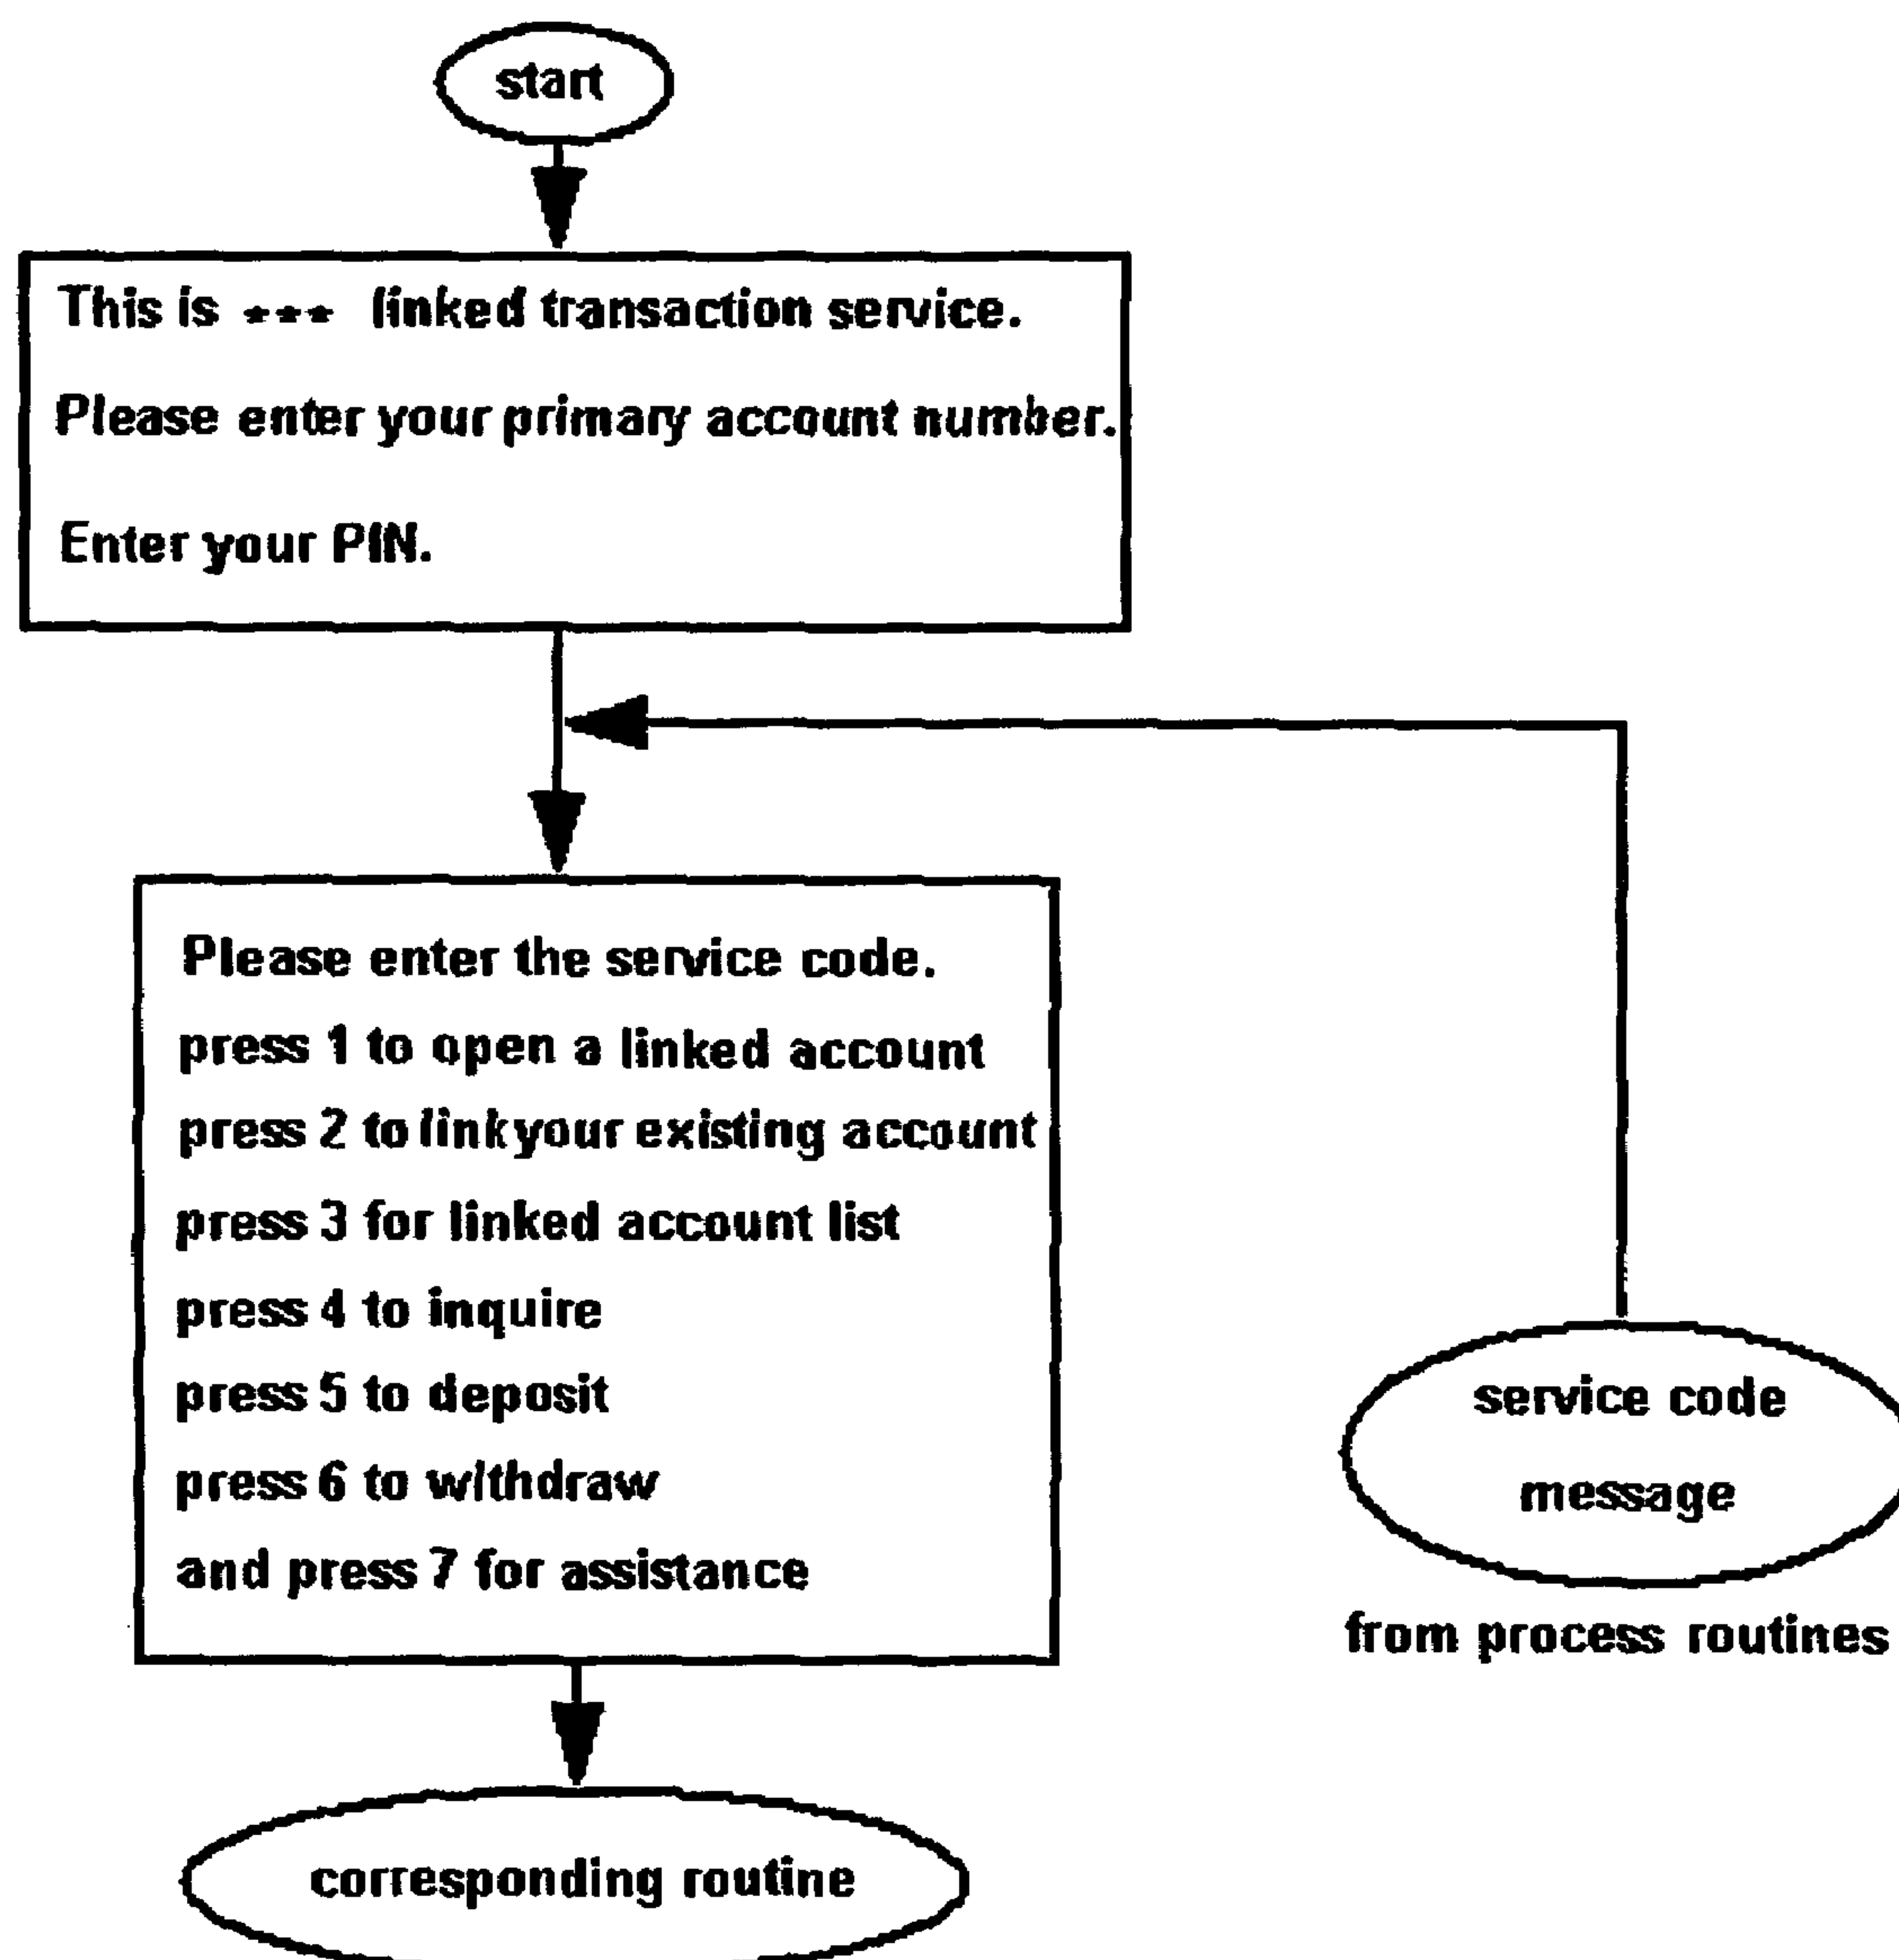 start
This is *** linked transaction service.
Please enter your primary account number.
Enter your PIN.
Please enter the service code.
press 1 to open a linked account
press 2 to link your existing account
press 3 for linked account list
press 4 to inquire
press 5 to deposit
press 6 to withdraw
and press 7 for assistance
service code
message
from process routines
corresponding routine